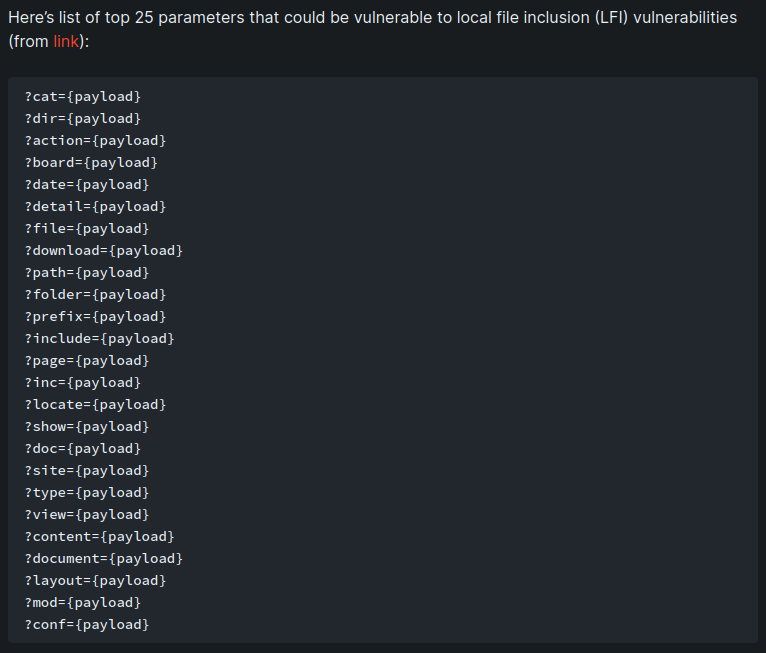 Here’s list of top 25 parameters that could be vulnerable to local file inclusion (LFI) vulnerabilities
(from link):
?cat={payload}
?dir={payload}
?action={payload}
?board={payload}
?date={payload}
?detail={payload}
?file={payload}
?download={payload}
?path={payload}
?folder={payload}
?prefix={payload}
?include={payload}
?page={payload}
?inc={payload}
?locate={payload}
?show={payload}
?doc={payload}
?site={payload}
?type={payload}
?view={payload}
?content={payload}
?document={payload}
?layout={payload}
?mod={payload}
?conf={payload}